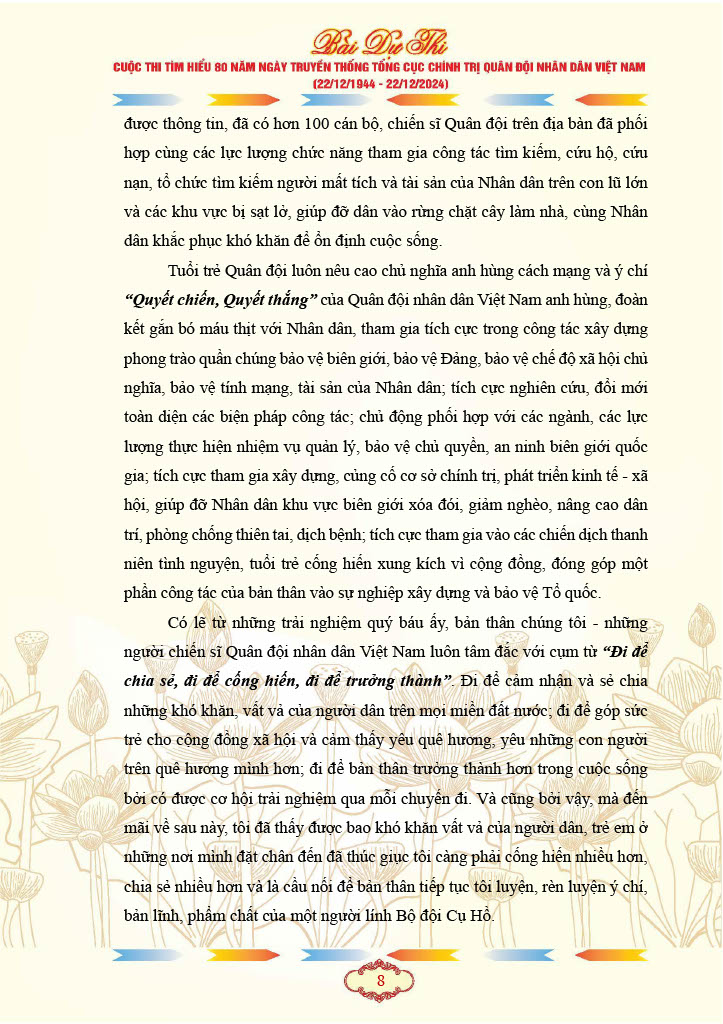 Bài Dự Thi
CUỘC THI TÌM HIỂU 80 NĂM NGÀY TRUYỀN THỐNG TỔNG CỤC CHÍNH TRỊ QUÂN ĐỘI NHÂN DÂN VIỆT NAM
(22/12/1944 - 22/12/2024)
được thông tin, đã có hơn 100 cán bộ, chiến sĩ Quân đội trên địa bàn đã phối
hợp cùng các lực lượng chức năng tham gia công tác tìm kiếm, cứu hộ, cứu
nạn, tổ chức tìm kiếm người mất tích và tài sản của Nhân dân trên con lũ lớn
và các khu vực bị sạt lở, giúp đỡ dân vào rừng chặt cây làm nhà, cùng Nhân
dân khắc phục khó khăn để ổn định cuộc sống.
Tuổi trẻ Quân đội luôn nêu cao chủ nghĩa anh hùng cách mạng và ý chí
“Quyết chiến, Quyết thắng” của Quân đội nhân dân Việt Nam anh hùng, đoàn
kết gắn bó máu thịt với Nhân dân, tham gia tích cực trong công tác xây dựng
phong trào quần chúng bảo vệ biên giới, bảo vệ Đảng, bảo vệ chế độ xã hội chủ
nghĩa, bảo vệ tính mạng, tài sản của Nhân dân; tích cực nghiên cứu, đổi mới
toàn diện các biện pháp công tác; chủ động phối hợp với các ngành, các lực
lượng thực hiện nhiệm vụ quản lý, bảo vệ chủ quyền, an ninh biên giới quốc
gia; tích cực tham gia xây dựng, củng cố cơ sở chính trị, phát triển kinh tế - xã
hội, giúp đỡ Nhân dân khu vực biên giới xóa đói, giảm nghèo, nâng cao dân
trí, phòng chống thiên tai, dịch bệnh; tích cực tham gia vào các chiến dịch thanh
niên tình nguyện, tuổi trẻ cống hiến xung kích vì cộng đồng, đóng góp một
phần công tác của bản thân vào sự nghiệp xây dựng và bảo vệ Tổ quốc.
Có lẽ từ những trải nghiệm quý báu ấy, bản thân chúng tôi - những
người chiến sĩ Quân đội nhân dân Việt Nam luôn tâm đắc với cụm từ “Đi để
chia sẻ, đi để cống hiến, đi để trưởng thành”. Đi để cảm nhận và sẻ chia
những khó khăn, vất vả của người dân trên mọi miền đất nước; đi để góp sức
trẻ cho cộng đồng xã hội và cảm thấy yêu quê hương, yêu những con người
trên quê hương mình hơn; đi để bản thân trưởng thành hơn trong cuộc sống
bởi có được cơ hội trải nghiệm qua mỗi chuyến đi. Và cũng bởi vậy, mà đến
mãi về sau này, tôi đã thấy được bao khó khăn vất vả của người dân, trẻ em ở
những nơi mình đặt chân đến đã thúc giục tôi càng phải cống hiến nhiều hơn,
chia sẻ nhiều hơn và là cầu nối để bản thân tiếp tục tôi luyện, rèn luyện ý chí,
bản lĩnh, phẩm chất của một người lính Bộ đội Cụ Hồ.
8